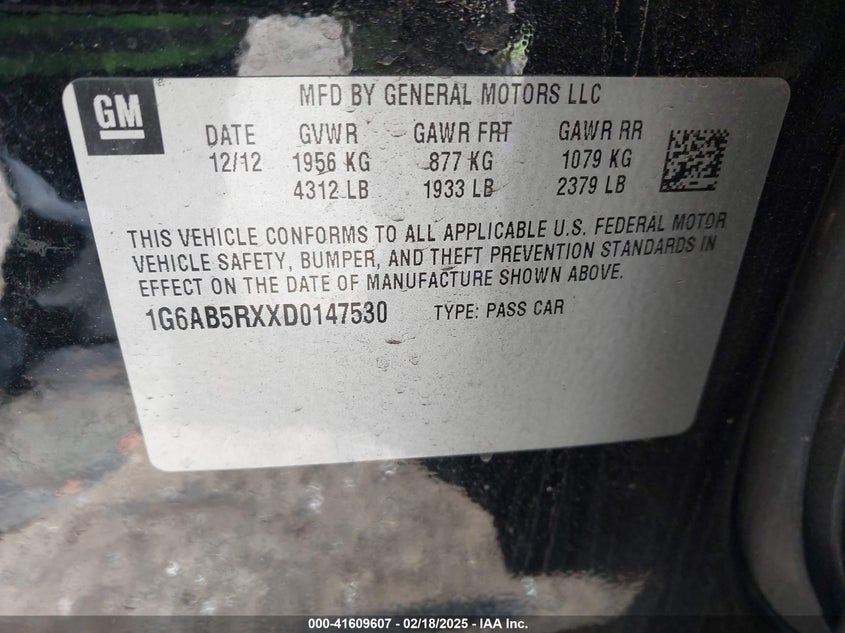 GM
MFD BY GENERAL MOTORS LLC
DATE GVWR GAWR FRT GAWR RR
12/12 1956 KG 877 KG 1079 KG
4312 LB 1933 LB 2379 LB
THIS VEHICLE CONFORMS TO ALL APPLICABLE U.S. FEDERAL MOTOR
VEHICLE SAFETY, BUMPER, AND THEFT PREVENTION STANDARDS IN
EFFECT ON THE DATE OF MANUFACTURE SHOWN ABOVE.
1G6AB5RXXD0147530 TYPE: PASS CAR
000-41609607 - 02/18/2025 - IAA Inc.